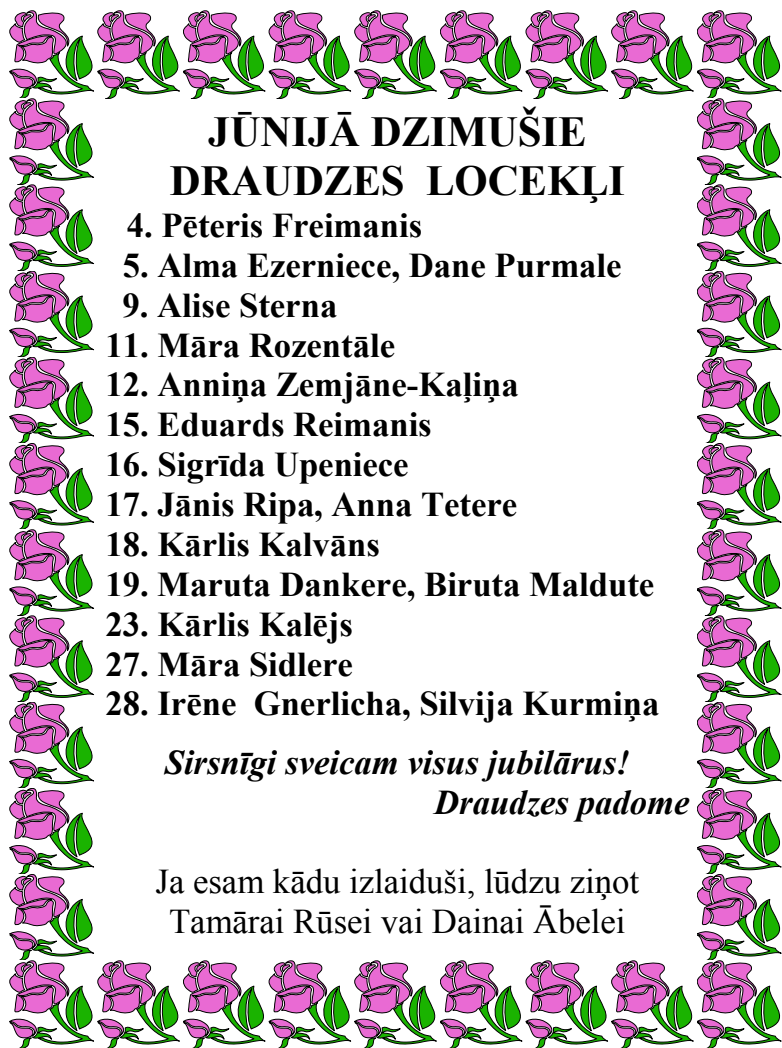 JŪNIJĀ DZIMUŠIE
DRAUDZES LOCEKĻI
4. Pēteris Freimanis
5. Alma Ezerniece, Dane Purmale
9. Alise Sterna
11. Māra Rozentāle
12. Anniņa Zemjāne-Kaļiņa
15. Eduards Reimanis
16. Sigrīda Upeniece
17. Jānis Ripa, Anna Tetere
18. Kārlis Kalvāns
19. Maruta Dankere, Biruta Maldute
23. Kārlis Kalējs
27. Māra Sidlere
28. Irēne Gnerlicha, Silvija Kurmiņa
Sirsnīgi sveicam visus jubilārus!
Draudzes padome
Ja esam kādu izlaiduši, lūdzu ziņot
Tamārai Rūsei vai Dainai Ābelei